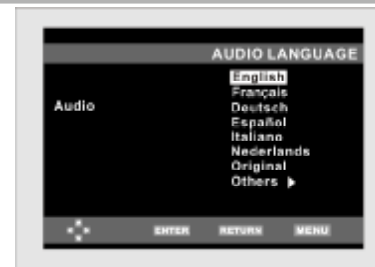 AUDIO LANGUAGE
Audio
English
Français
Deutsch
Español
Italiano
Nederlands
Original
Others
ENTER RETURN MENU